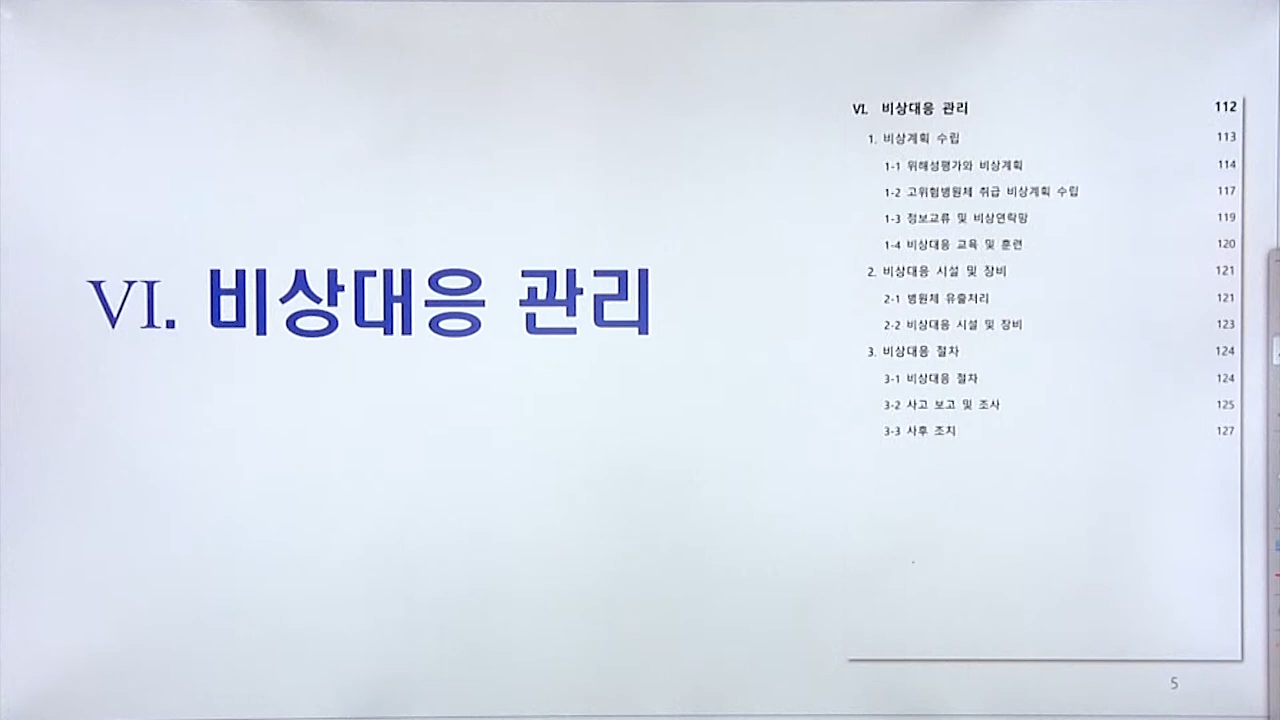 VI. 비상대응 관리
VI. 비상대응 관리 112
1. 비상계획 수립 113
1-1 위해성평가와 비상계획 114
1-2 고위험병원체 취급 비상계획 수립 117
1-3 정보교류 및 비상연락망 119
1-4 비상대응 교육 및 훈련 120
2. 비상대응 시설 및 장비 121
2-1 병원체 유출처리 121
2-2 비상대응 시설 및 장비 123
3. 비상대응 절차 124
3-1 비상대응 절차 124
3-2 사고 보고 및 조사 125
3-3 사후 조치 127
5